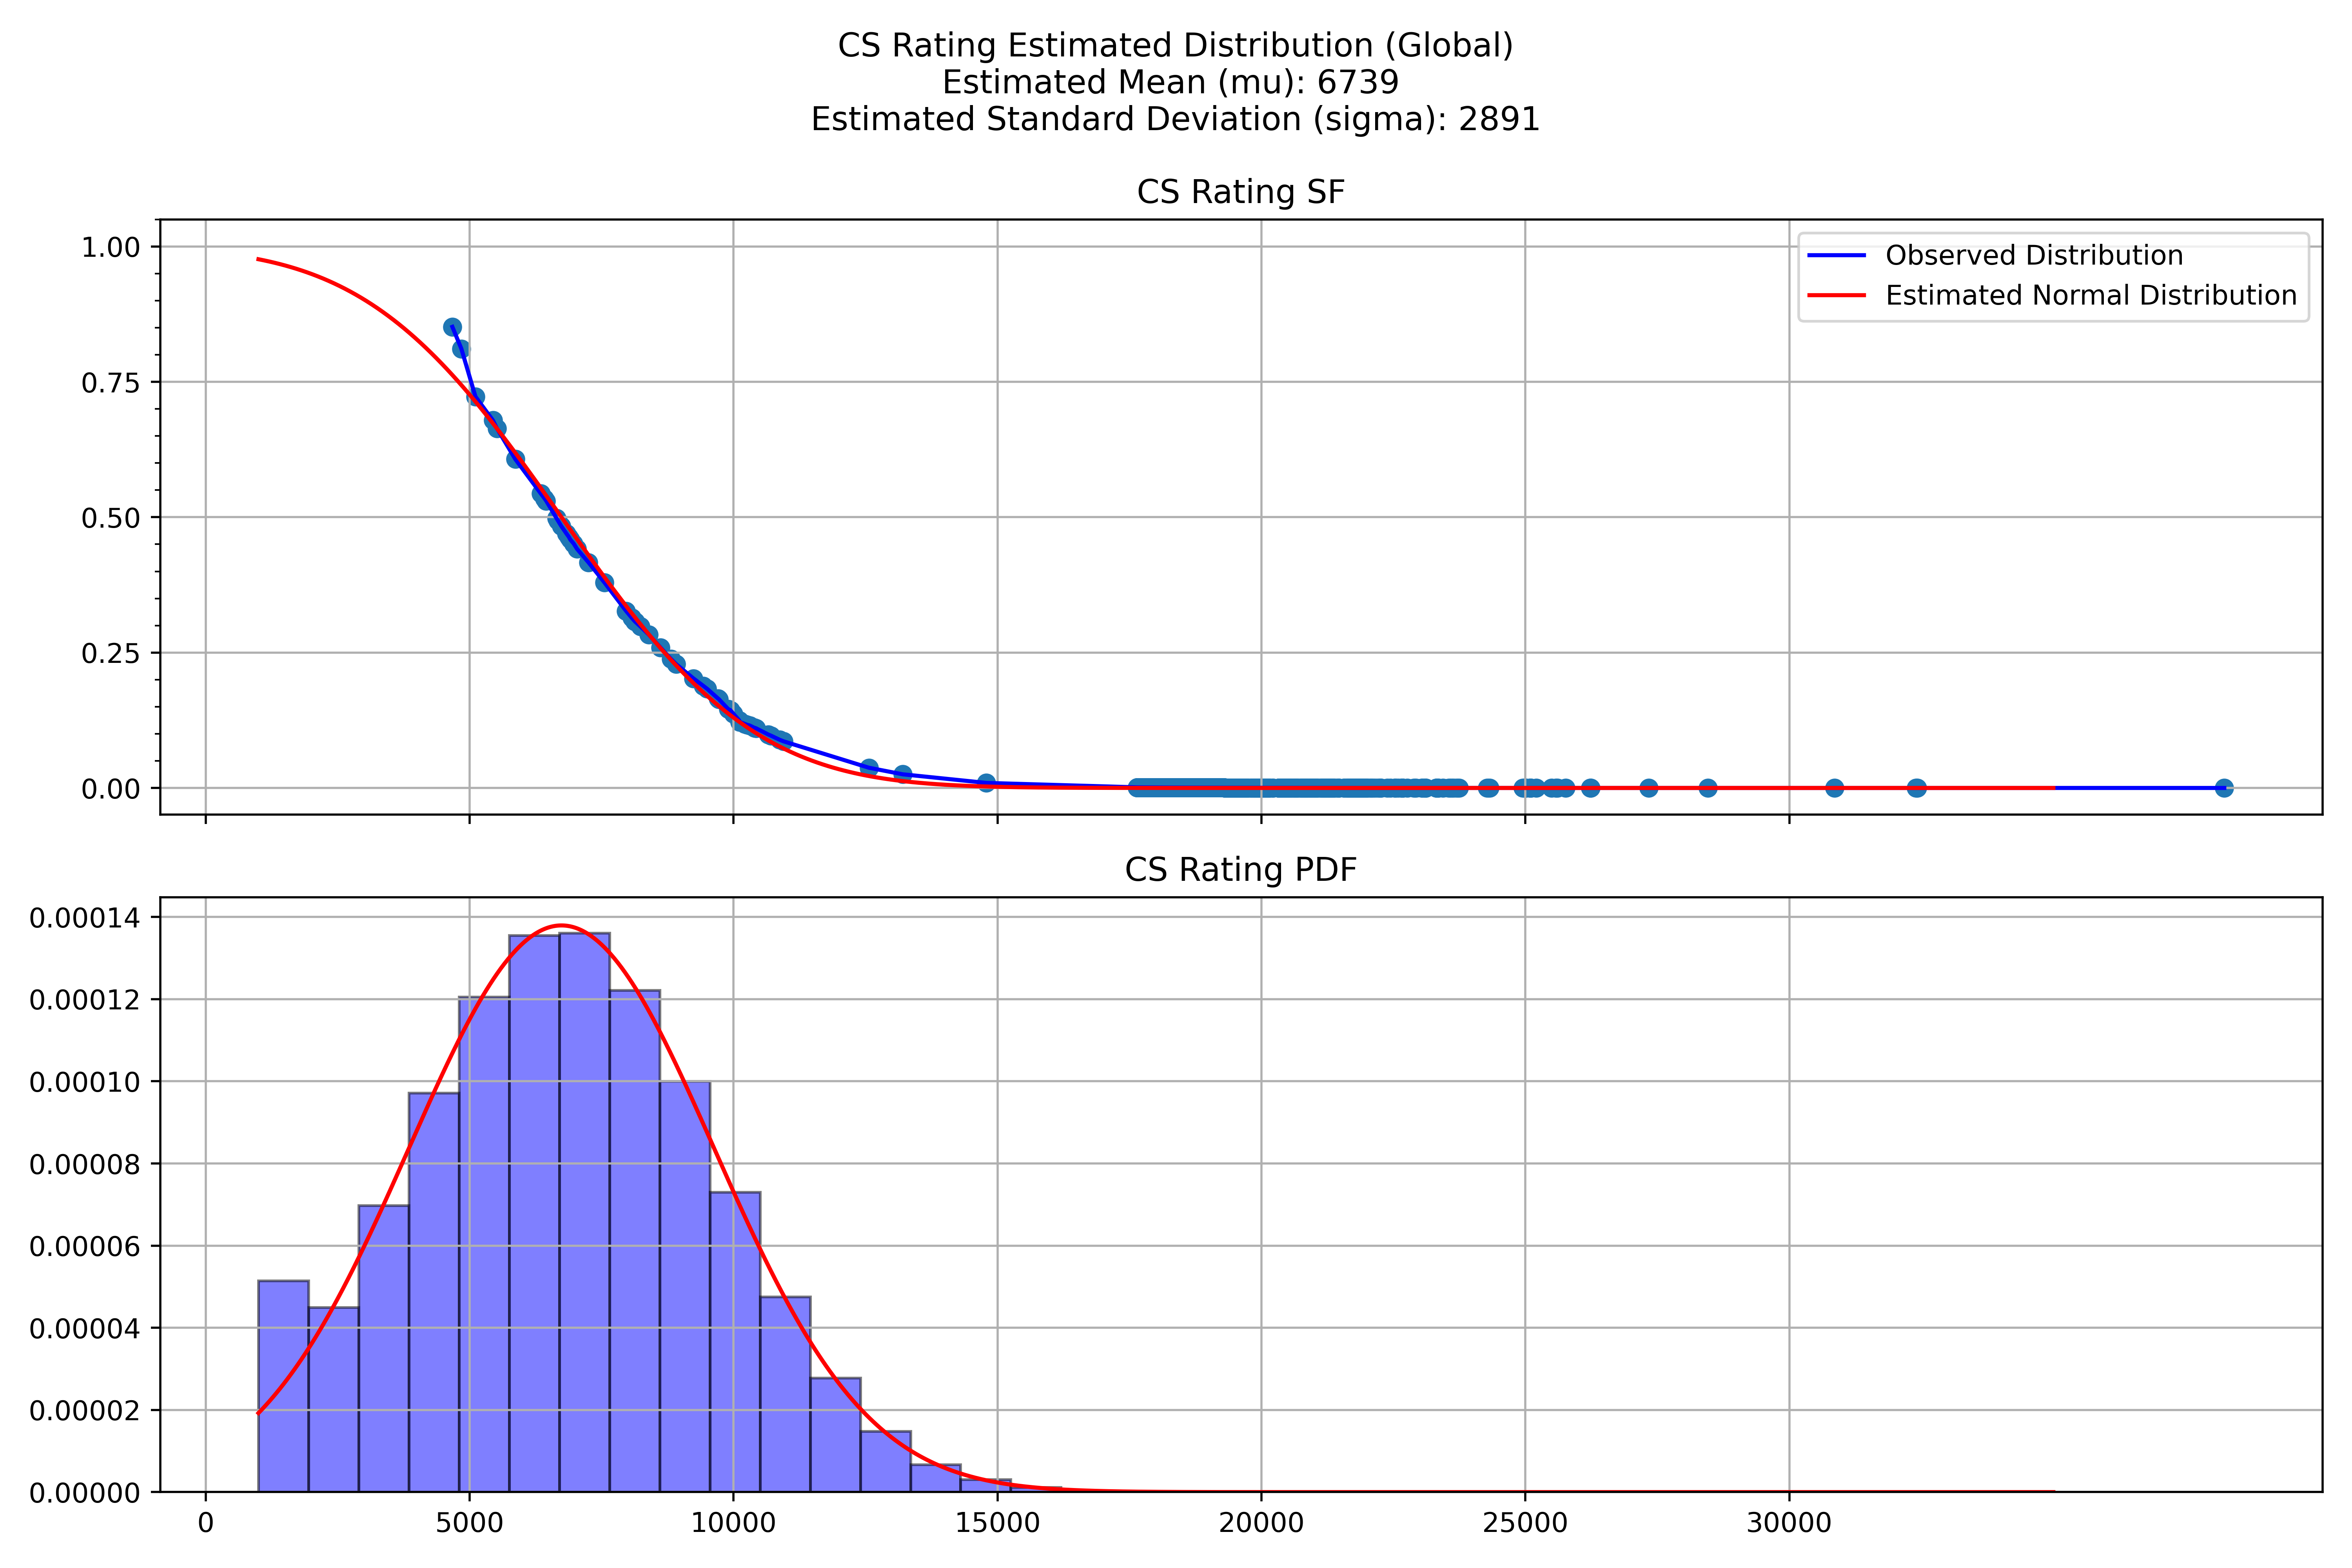 CS Rating Estimated Distribution (Global)
Estimated Mean (mu): 6739
Estimated Standard Deviation (sigma): 2891
CS Rating SF
Observed Distribution
Estimated Normal Distribution
1.00
0.75
0.50
0.25
0.00
CS Rating PDF
0.00014
0.00012
0.00010
0.00008
0.00006
0.00004
0.00002
0.00000
0 5000 10000 15000 20000 25000 30000